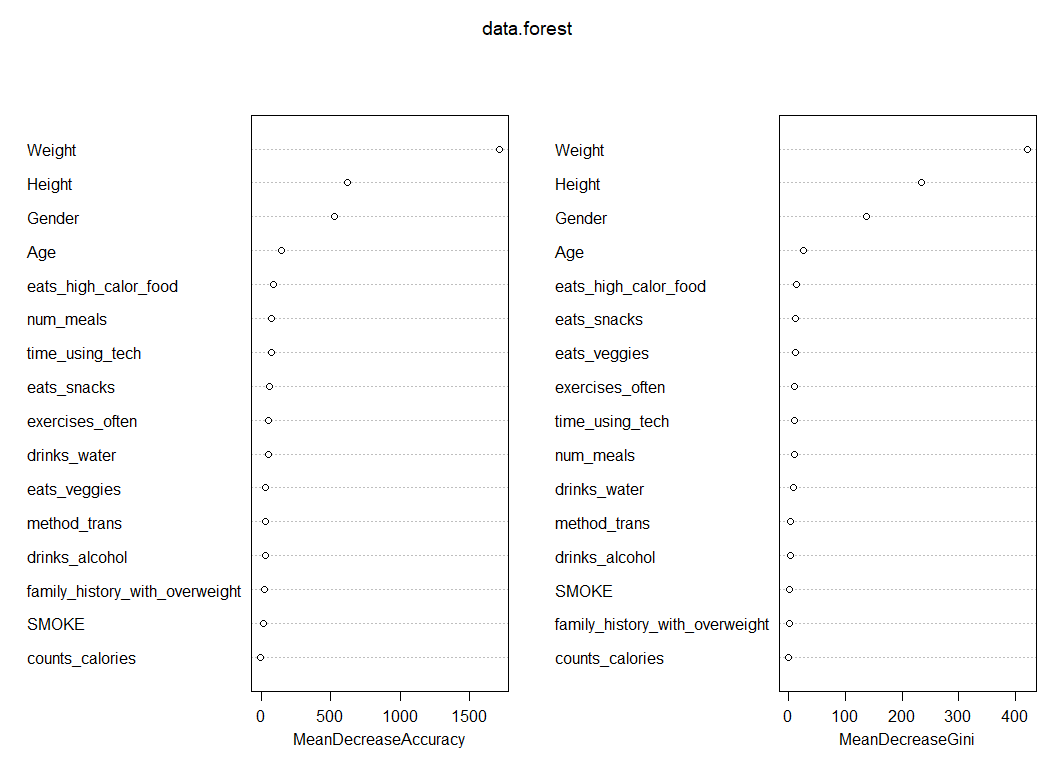 data.forest
Weight
Height
Gender
Age
eats_high_calor_food
num_meals
time_using_tech
eats_snacks
exercises_often
drinks_water
eats_veggies
method_trans
drinks_alcohol
family_history_with_overweight
SMOKE
counts_calories
0 500 1000 1500
MeanDecreaseAccuracy
Weight
Height
Gender
Age
eats_high_calor_food
eats_snacks
eats_veggies
exercises_often
time_using_tech
num_meals
drinks_water
method_trans
drinks_alcohol
SMOKE
family_history_with_overweight
counts_calories
0 100 200 300 400
MeanDecreaseGini